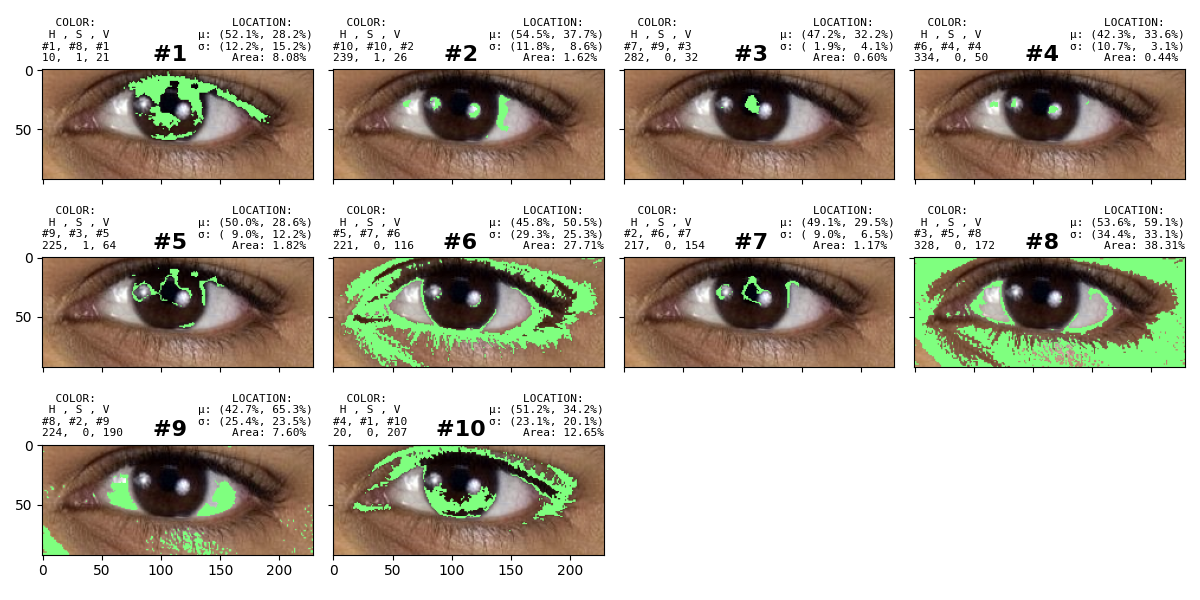 COLOR: LOCATION:
H , S , V μ: (52.1%, 28.2%)
#1, #8, #1 σ: (12.2%, 15.2%)
10, 1, 21 #1 Area: 8.08%
COLOR: LOCATION:
H , S , V μ: (54.5%, 37.7%)
#10, #10, #2 σ: (11.8%, 8.6%)
239, 1, 26 #2 Area: 1.62%
COLOR: LOCATION:
H , S , V μ: (47.2%, 32.2%)
#7, #9, #3 σ: ( 1.9%, 4.1%)
282, 0, 32 #3 Area: 0.60%
COLOR: LOCATION:
H , S , V μ: (42.3%, 33.6%)
#6, #4, #4 σ: (10.7%, 3.1%)
334, 0, 50 #4 Area: 0.44%
0
50
COLOR: LOCATION:
H , S , V μ: (50.0%, 28.6%)
#9, #3, #5 σ: ( 9.0%, 12.2%)
225, 1, 64 #5 Area: 1.82%
COLOR: LOCATION:
H , S , V μ: (45.8%, 50.5%)
#5, #7, #6 σ: (29.3%, 25.3%)
221, 0, 116 #6 Area: 27.71%
COLOR: LOCATION:
H , S , V μ: (49.1%, 29.5%)
#2, #6, #7 σ: ( 9.0%, 6.5%)
217, 0, 154 #7 Area: 1.17%
COLOR: LOCATION:
H , S , V μ: (53.6%, 59.1%)
#3, #5, #8 σ: (34.4%, 33.1%)
328, 0, 172 #8 Area: 38.31%
0
50
COLOR: LOCATION:
H , S , V μ: (42.7%, 65.3%)
#8, #2, #9 σ: (25.4%, 23.5%)
224, 0, 190 #9 Area: 7.60%
COLOR: LOCATION:
H , S , V μ: (51.2%, 34.2%)
#4, #1, #10 σ: (23.1%, 20.1%)
20, 0, 207 #10 Area: 12.65%
0
50
0 50 100 150 200
0 50 100 150 200